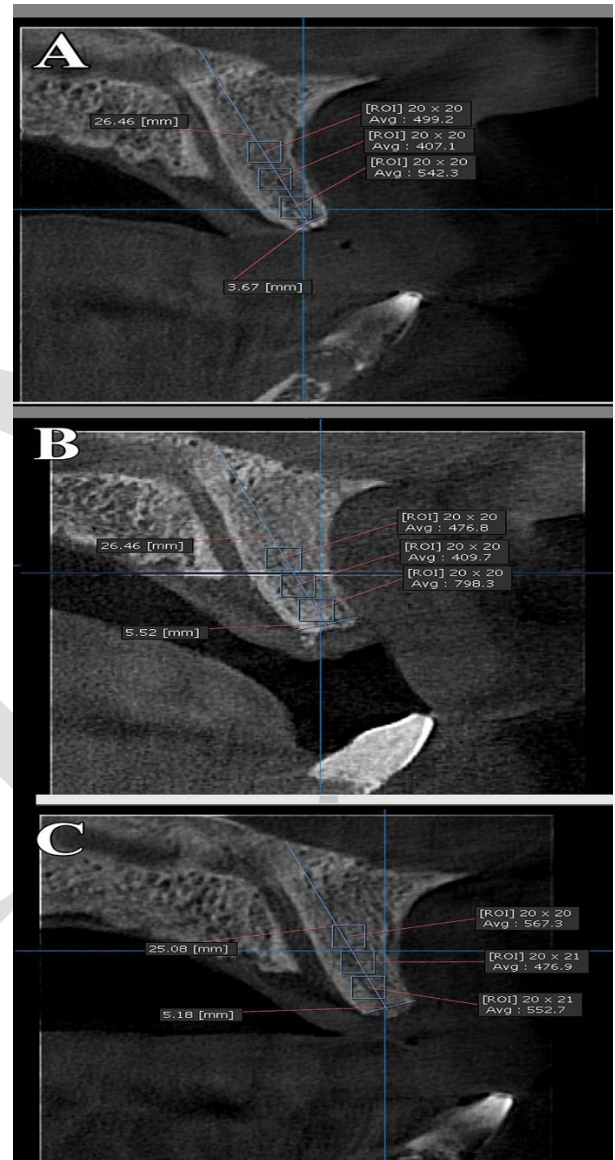 A
26.46 [mm]
[ROI] 20 x 20
Avg : 499.2
[ROI] 20 x 20
Avg : 407.1
[ROI] 20 x 20
Avg : 542.3
3.67 [mm]
B
26.46 [mm]
[ROI] 20 x 20
Avg : 476.8
[ROI] 20 x 20
Avg : 409.7
[ROI] 20 x 20
Avg : 798.3
5.52 [mm]
C
25.08 [mm]
[ROI] 20 x 20
Avg : 567.3
[ROI] 20 x 21
Avg : 476.9
[ROI] 20 x 21
Avg : 552.7
5.18 [mm]